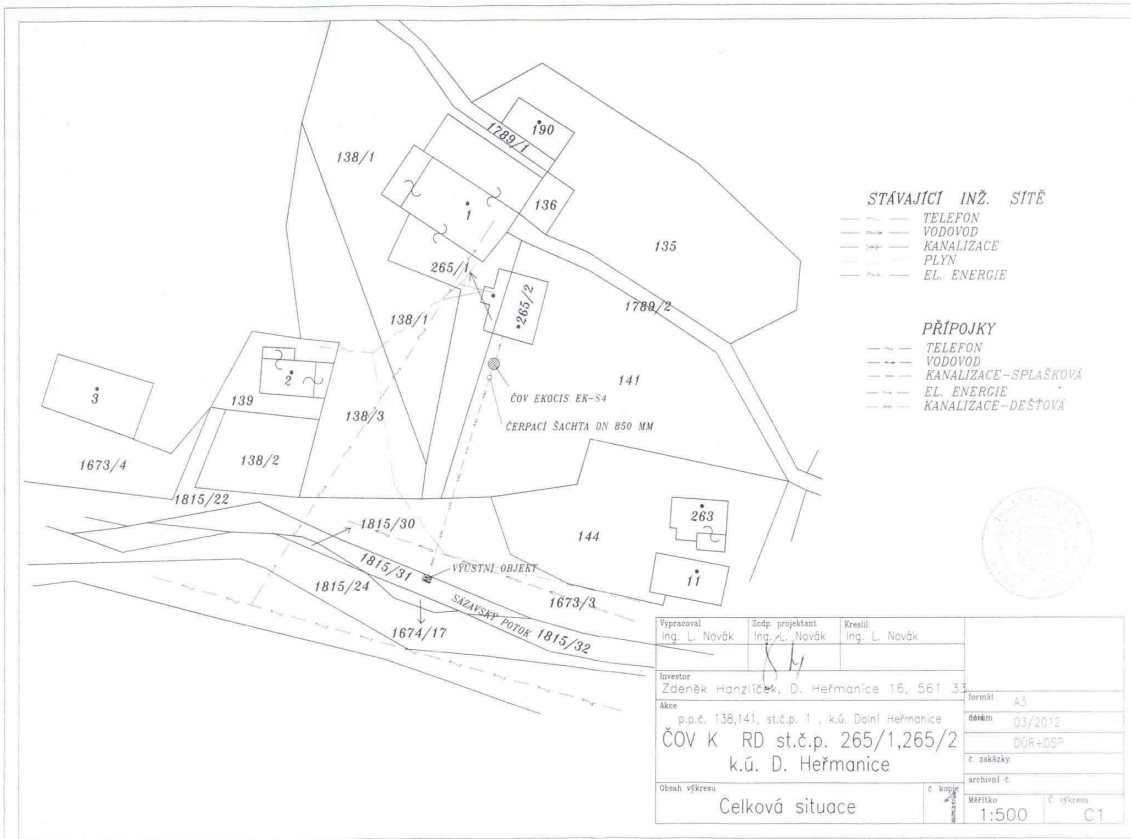 190
1789/1
138/1
136
1
135
265/1
265/2
1789/2
138/1
141
2
3
139
138/3
138/2
1673/4
1815/22
ČOV EKOCIS EK-S4
ČERPACÍ ŠACHTA DN 850 MM
1815/30
144
263
11
1815/31
VÝUSTNÍ OBJEKT
1815/24
1673/3
SÁZAVSKÝ POTOK 1815/32
1674/17
STÁVAJÍCÍ INŽ. SÍTĚ
TELEFON
VODOVOD
KANALIZACE
PLYN
EL. ENERGIE
PŘÍPOJKY
TELEFON
VODOVOD
KANALIZACE-SPLAŠKOVÁ
EL. ENERGIE
KANALIZACE-DEŠŤOVÁ
Vypracoval Zodp. projektant Kreslil
Ing. L. Novák Ing. L. Novák Ing. L. Novák
Investor
Zdeněk Hanzlíček, D. Heřmanice 16, 561 33
Akce
p.p.č. 138,141, st.č.p. 1 , k.ú. Dolní Heřmanice
ČOV K RD st.č.p. 265/1,265/2
k.ú. D. Heřmanice
Obsah výkresu
Celková situace
č. kopie
1
formát A3
datum 03/2012
DÚR+DSP
č. zakázky
archivní č.
Měřítko Č. výkresu
1:500 C1